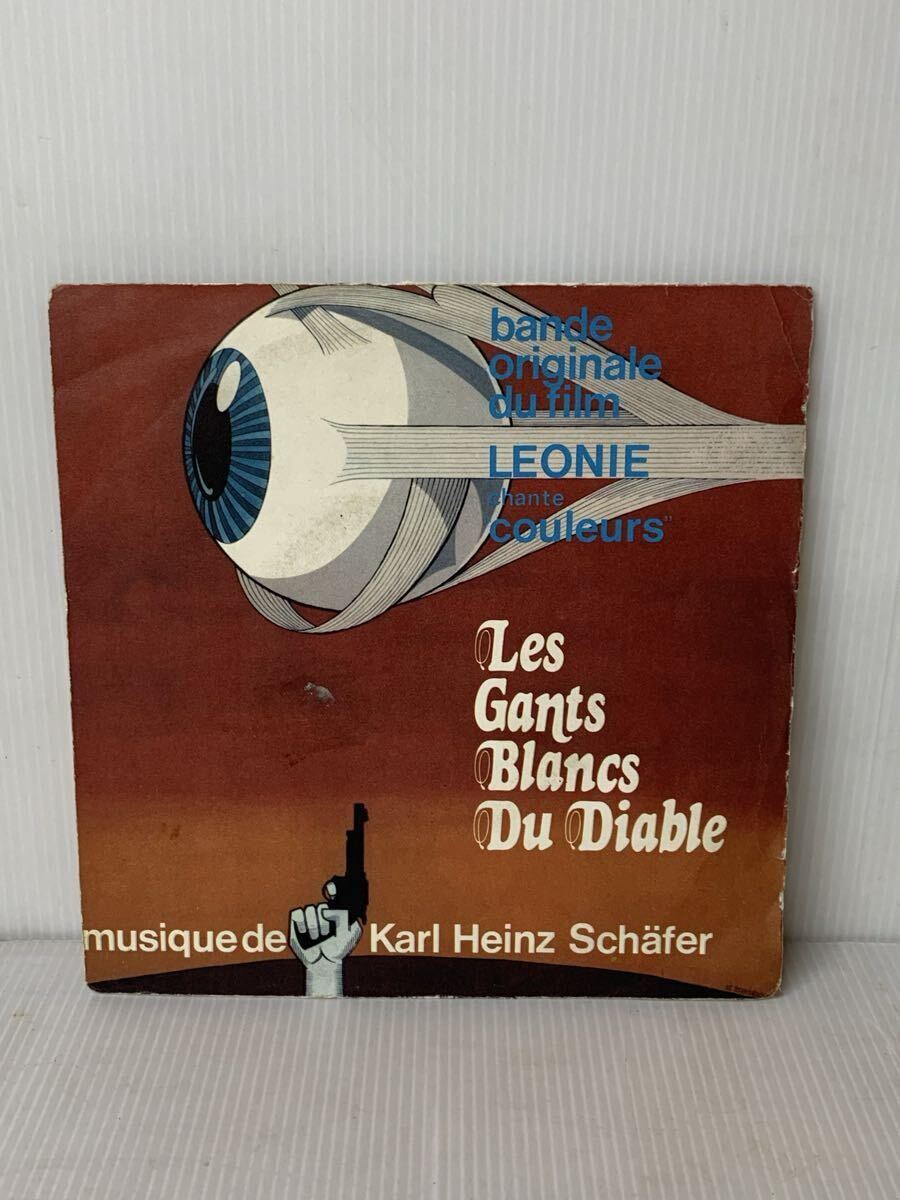 bande
originale
du film
LEONIE
chante
couleurs"
Les
Gants
Blancs
Du Diable
musique de Karl Heinz Schäfer